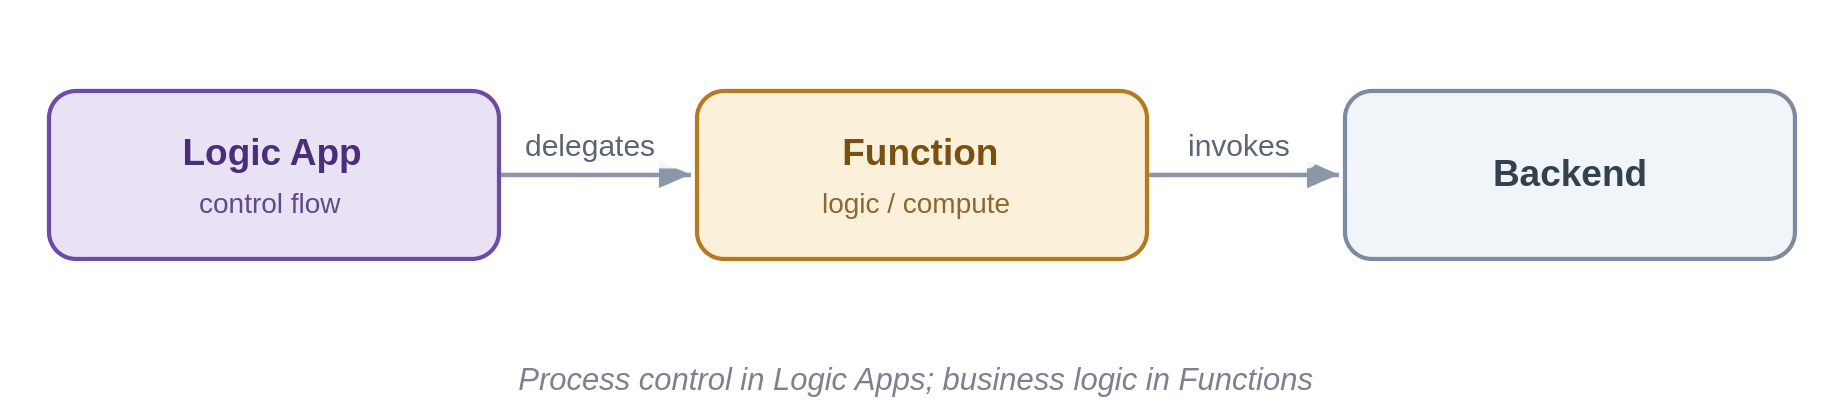 Logic App
control flow
delegates
Function
logic / compute
invokes
Backend
Process control in Logic Apps; business logic in Functions